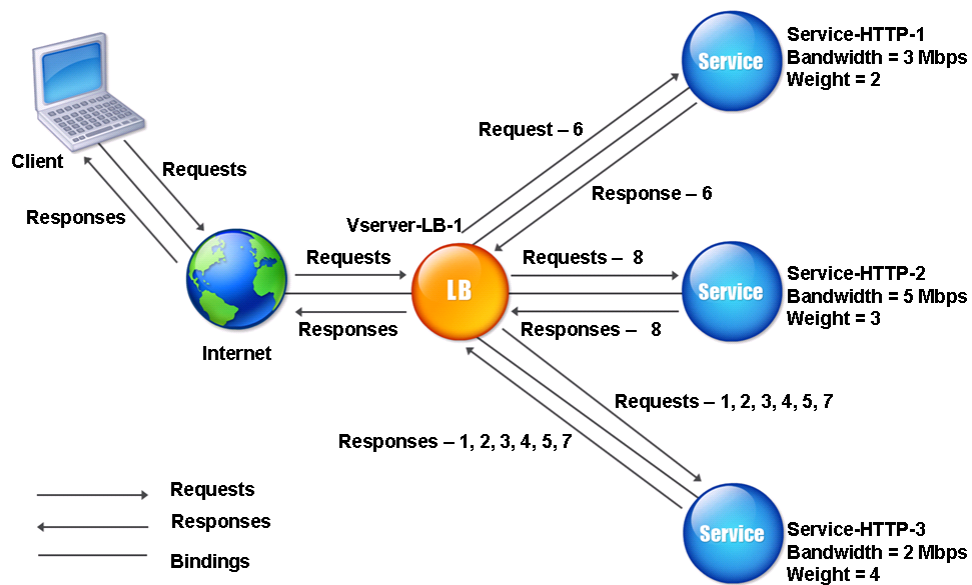 Service-HTTP-1
Bandwidth = 3 Mbps
Weight = 2
Service
Request – 6
Client
Requests
Responses
Response – 6
Vserver-LB-1
Requests
Requests – 8
Service-HTTP-2
Bandwidth = 5 Mbps
Weight = 3
LB
Service
Responses
Responses – 8
Internet
Requests – 1, 2, 3, 4, 5, 7
Responses – 1, 2, 3, 4, 5, 7
Requests
Responses
Bindings
Service
Service-HTTP-3
Bandwidth = 2 Mbps
Weight = 4